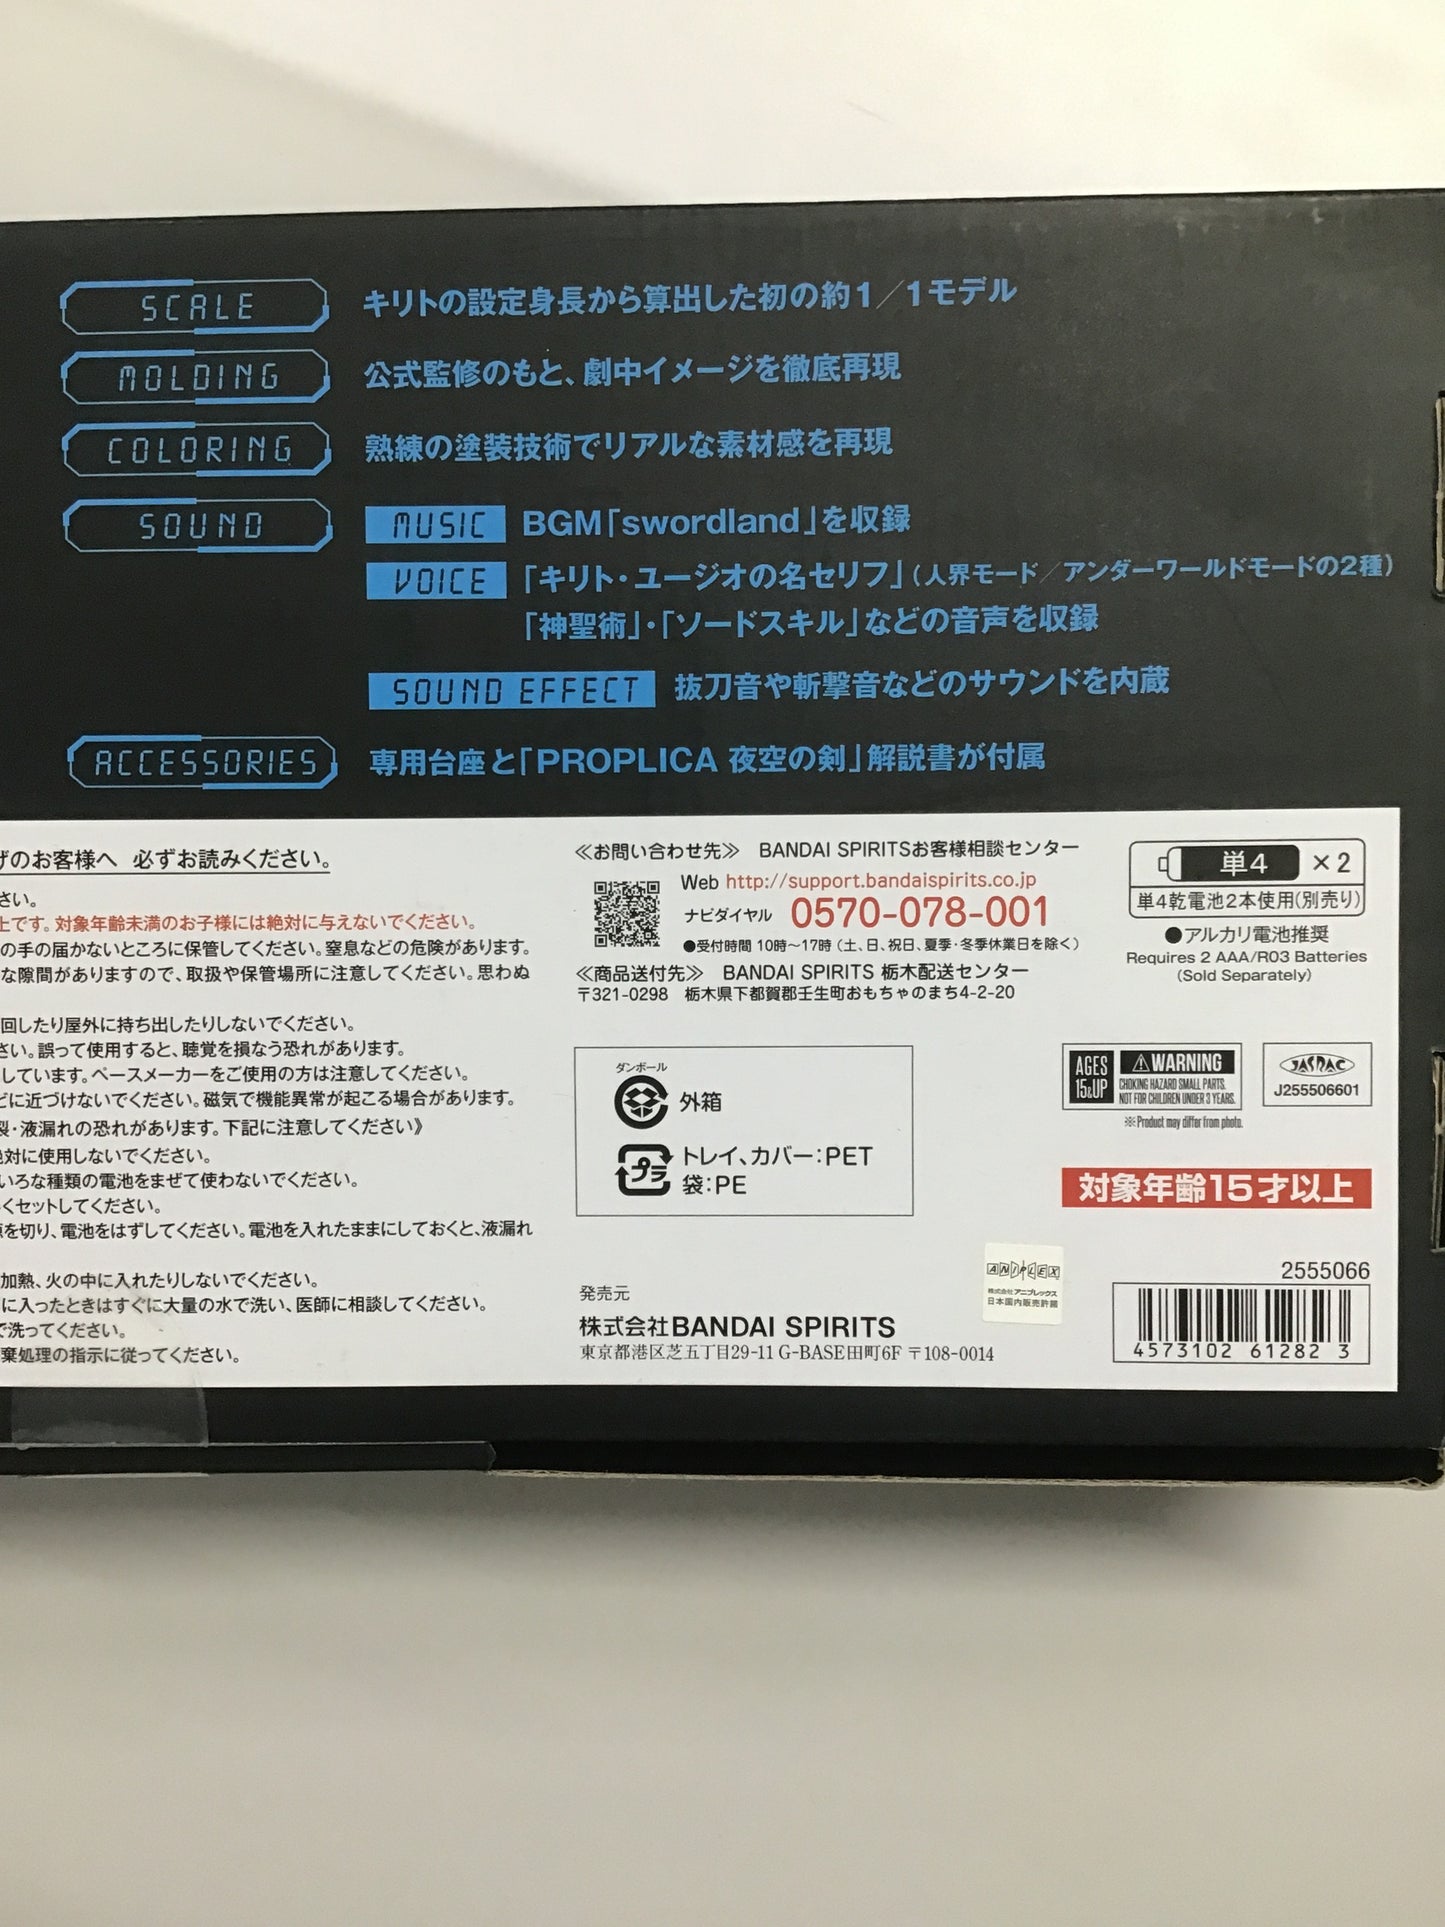 SCALE キリトの設定身長から算出した初の約1/1モデル
MOLDING 公式監修のもと、劇中イメージを徹底再現
COLORING 熟練の塗装技術でリアルな素材感を再現
SOUND MUSIC BGM「swordland」を収録
VOICE 「キリト・ユージオの名セリフ」(人界モード/アンダーワールドモードの2種)
「神聖術」・「ソードスキル」などの音声を収録
SOUND EFFECT 抜刀音や斬撃音などのサウンドを内蔵
ACCESSORIES 専用台座と「PROPLICA 夜空の剣」解説書が付属
げのお客様へ 必ずお読みください。
さい。
上です。対象年齢未満のお子様には絶対に与えないでください。
の手の届かないところに保管してください。窒息などの危険があります。
な隙間がありますので、取扱や保管場所に注意してください。思わぬ
回したり屋外に持ち出したりしないでください。
さい。誤って使用すると、聴覚を損なう恐れがあります。
しています。ペースメーカーをご使用の方は注意してください。
どに近づけないでください。磁気で機能異常が起こる場合があります。
裂・液漏れの恐れがあります。下記に注意してください》
絶対に使用しないでください。
いろな種類の電池をまぜて使わないでください。
くセットしてください。
源を切り、電池をはずしてください。電池を入れたままにしておくと、液漏れ
加熱、火の中に入れたりしないでください。
に入ったときはすぐに大量の水で洗い、医師に相談してください。
で洗ってください。
棄処理の指示に従ってください。
≪お問い合わせ先≫ BANDAI SPIRITSお客様相談センター
Web http://support.bandaispirits.co.jp
ナビダイヤル 0570-078-001
●受付時間 10時〜17時(土、日、祝日、夏季・冬季休業日を除く)
≪商品送付先≫ BANDAI SPIRITS 栃木配送センター
〒321-0298 栃木県下都賀郡壬生町おもちゃのまち4-2-20
単4 ×2
単4乾電池2本使用(別売り)
●アルカリ電池推奨
Requires 2 AAA/R03 Batteries
(Sold Separately)
ダンボール
外箱
プラ トレイ、カバー:PET
袋:PE
AGES 15&UP
WARNING
CHOKING HAZARD SMALL PARTS.
NOT FOR CHILDREN UNDER 3 YEARS.
※Product may differ from photo.
JASRAC
J255506601
対象年齢15才以上
発売元
株式会社BANDAI SPIRITS
東京都港区芝五丁目29-11 G-BASE田町6F 〒108-0014
ANIPLEX
株式会社アニプレックス
日本国内販売許諾
2555066
4573102 61282 3